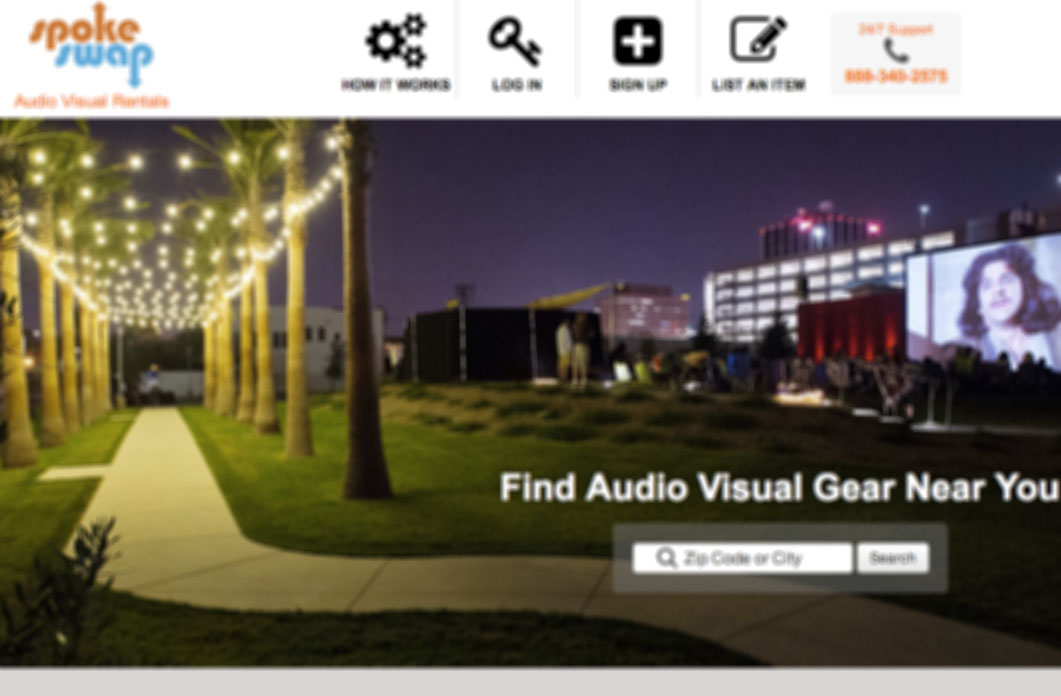 spoke
swap
Audio Visual Rentals
HOW IT WORKS
LOG IN
SIGN UP
LIST AN ITEM
24/7 Support
888-340-2575
Find Audio Visual Gear Near You
Zip Code or City
Search